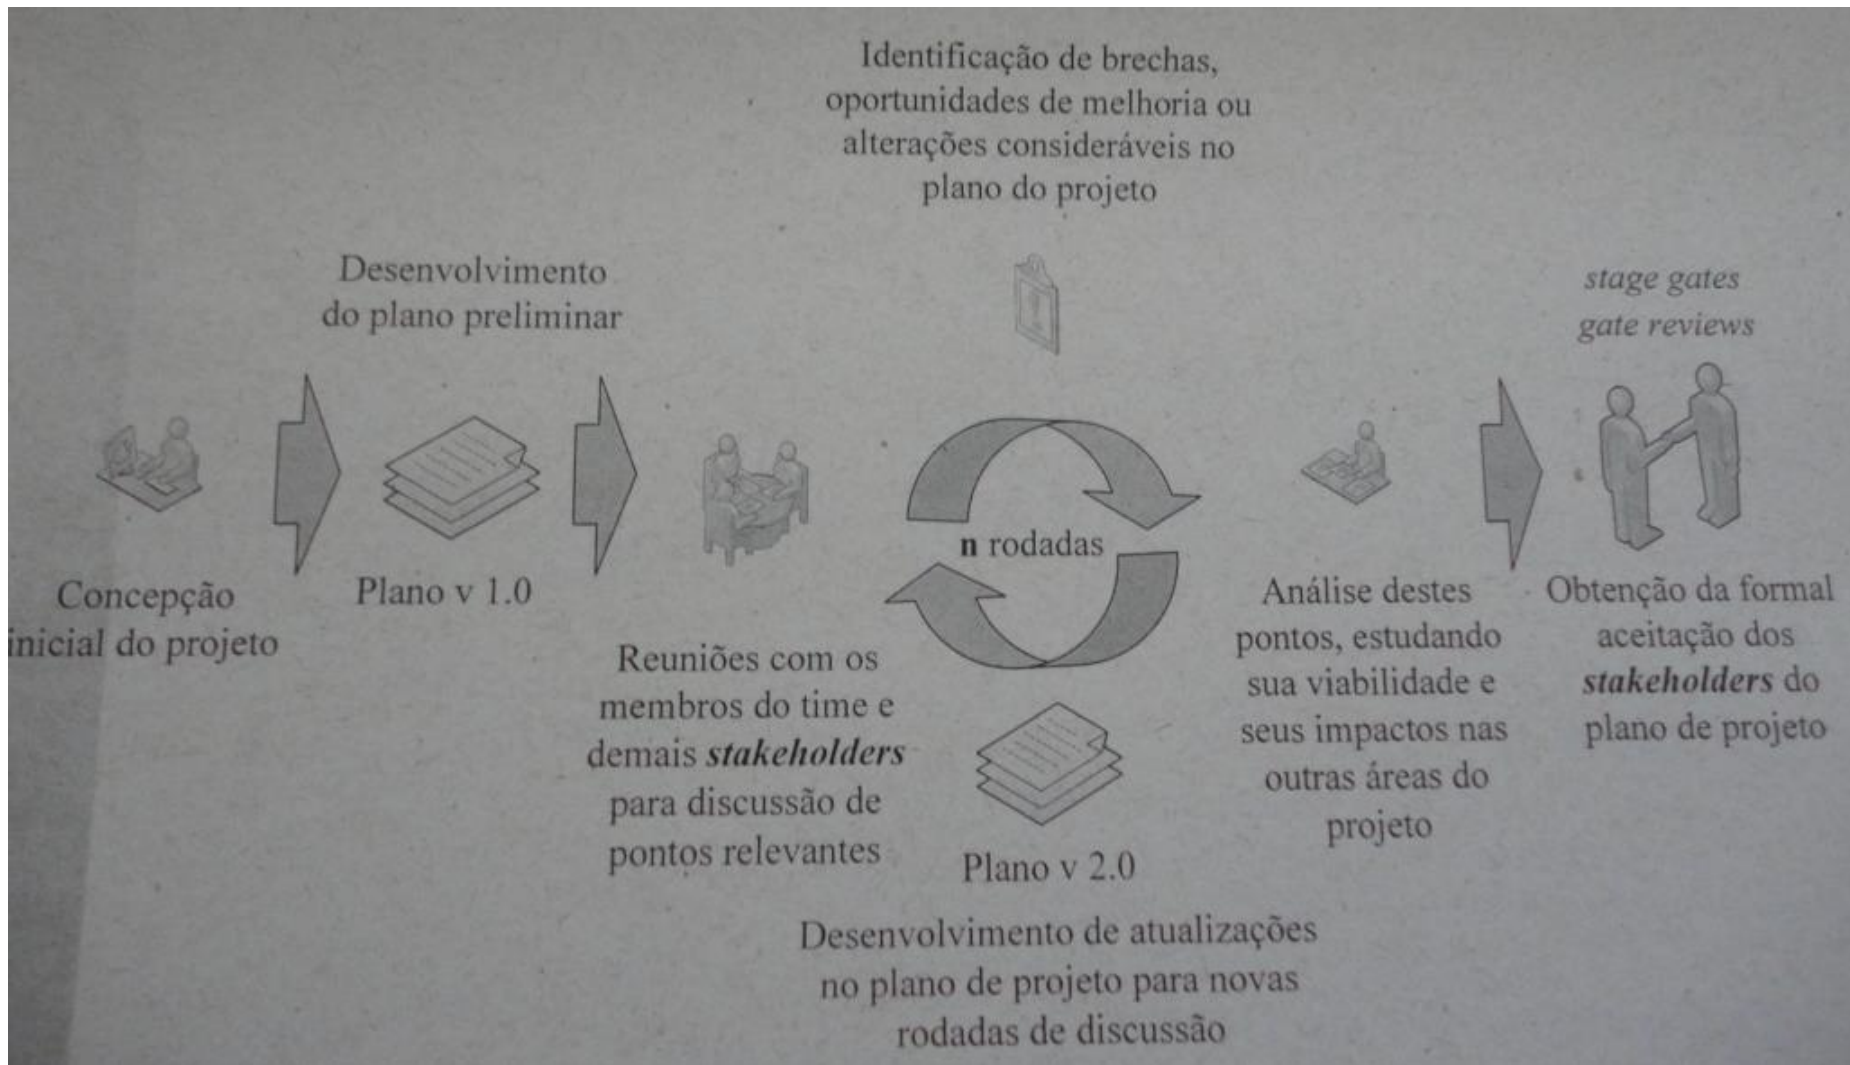 Identificação de brechas,
oportunidades de melhoria ou
alterações consideráveis no
plano do projeto
Desenvolvimento
do plano preliminar
stage gates
gate reviews
n rodadas
Concepção
inicial do projeto
Plano v 1.0
Reuniões com os
membros do time e
demais stakeholders
para discussão de
pontos relevantes
Plano v 2.0
Desenvolvimento de atualizações
no plano de projeto para novas
rodadas de discussão
Análise destes
pontos, estudando
sua viabilidade e
seus impactos nas
outras áreas do
projeto
Obtenção da formal
aceitação dos
stakeholders do
plano de projeto